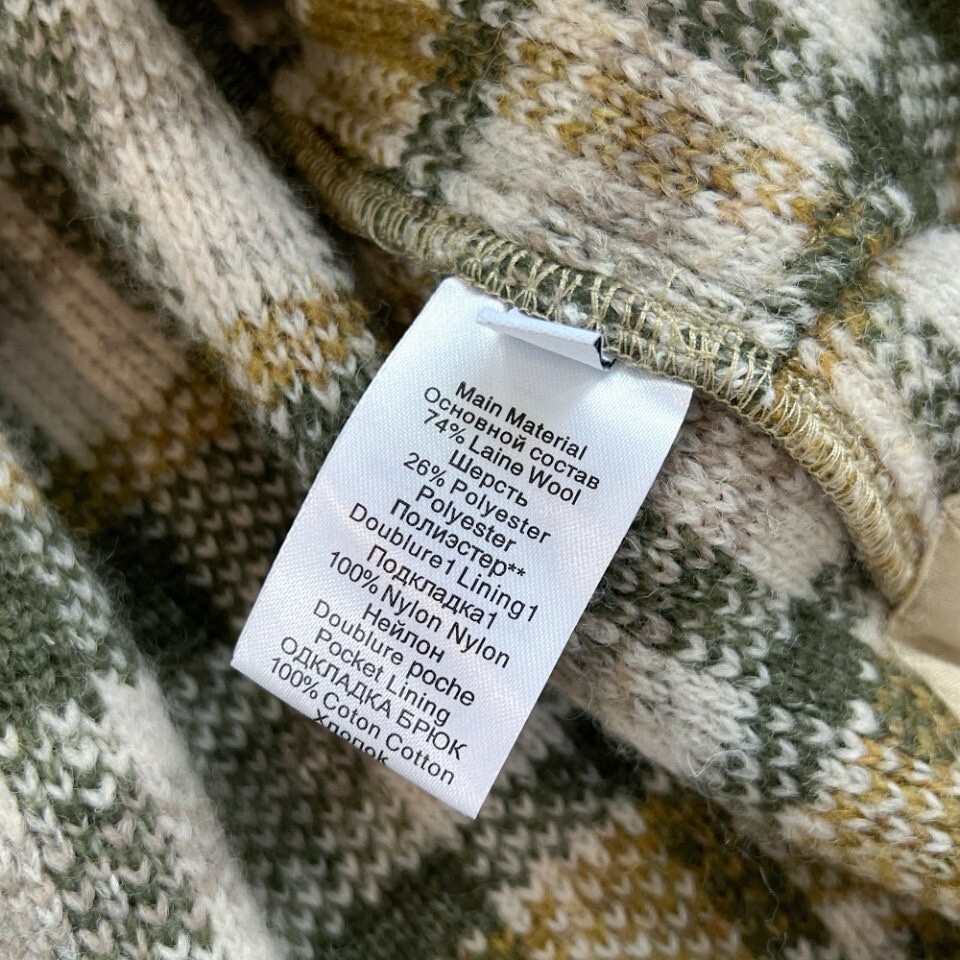 Main Material
Основной состав
74% Laine Wool
Шерсть
26% Polyester
Polyester
Полиэстер**
Doublure1 Lining1
Подкладка1
100% Nylon Nylon
Нейлон
Doublure poche
Pocket Lining
ОДКЛАДКА БРЮК
100% Coton Cotton
Хлопок